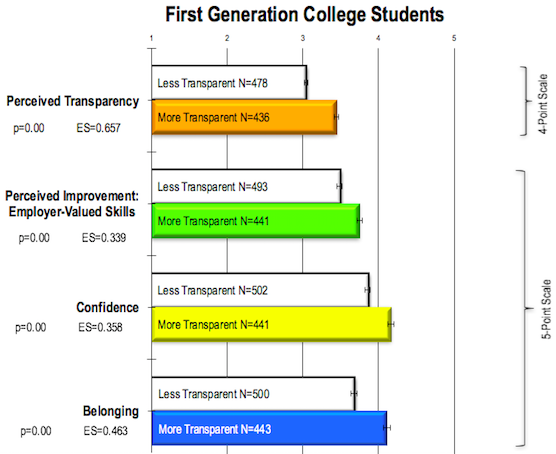 First Generation College Students
1 2 3 4 5
Less Transparent N=478
Perceived Transparency
More Transparent N=436
p=0.00 ES=0.657
4-Point Scale
Less Transparent N=493
Perceived Improvement:
Employer-Valued Skills
More Transparent N=441
p=0.00 ES=0.339
Less Transparent N=502
Confidence
More Transparent N=441
p=0.00 ES=0.358
5-Point Scale
Less Transparent N=500
Belonging
More Transparent N=443
p=0.00 ES=0.463